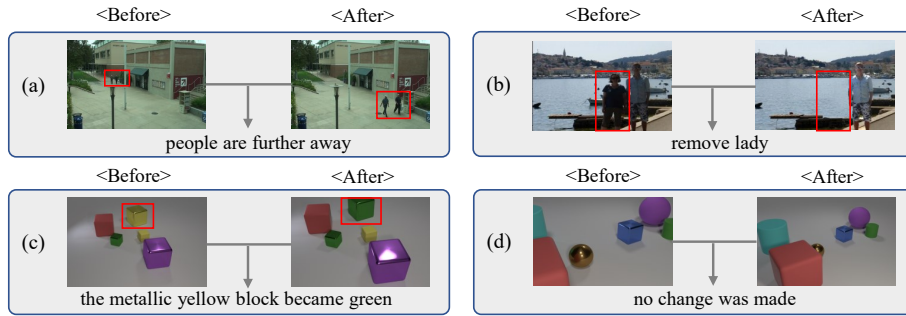 <Before> <After> <Before> <After>
(a) (b)
people are further away remove lady
<Before> <After> <Before> <After>
(c) (d)
the metallic yellow block became green no change was made